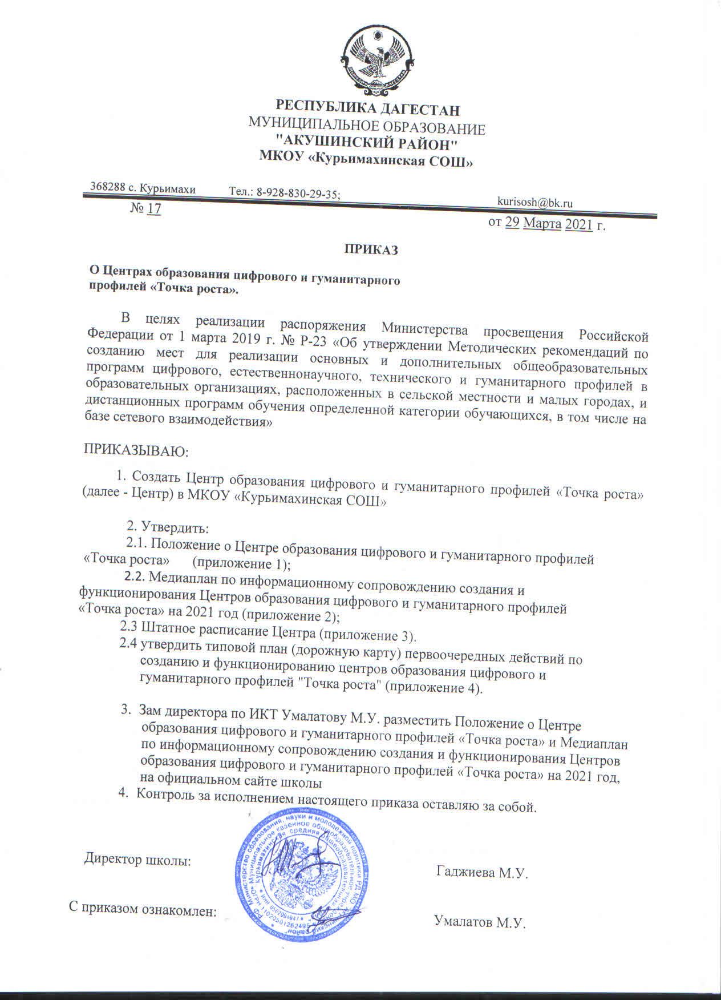 РЕСПУБЛИКА ДАГЕСТАН
МУНИЦИПАЛЬНОЕ ОБРАЗОВАНИЕ
"АКУШИНСКИЙ РАЙОН"
МКОУ «Курьимахинская СОШ»
368288 с. Курьимахи Тел.: 8-928-830-29-35; kurisosh@bk.ru
№ 17
от 29 Марта 2021 г.
ПРИКАЗ
О Центрах образования цифрового и гуманитарного
профилей «Точка роста».
В целях реализации распоряжения Министерства просвещения Российской
Федерации от 1 марта 2019 г. № Р-23 «Об утверждении Методических рекомендаций по
созданию мест для реализации основных и дополнительных общеобразовательных
программ цифрового, естественнонаучного, технического и гуманитарного профилей в
образовательных организациях, расположенных в сельской местности и малых городах, и
дистанционных программ обучения определенной категории обучающихся, в том числе на
базе сетевого взаимодействия»
ПРИКАЗЫВАЮ:
1. Создать Центр образования цифрового и гуманитарного профилей «Точка роста»
(далее - Центр) в МКОУ «Курьимахинская СОШ»
2. Утвердить:
2.1. Положение о Центре образования цифрового и гуманитарного профилей
«Точка роста» (приложение 1);
2.2. Медиаплан по информационному сопровождению создания и
функционирования Центров образования цифрового и гуманитарного профилей
«Точка роста» на 2021 год (приложение 2);
2.3 Штатное расписание Центра (приложение 3).
2.4 утвердить типовой план (дорожную карту) первоочередных действий по
созданию и функционированию центров образования цифрового и
гуманитарного профилей "Точка роста" (приложение 4).
3. Зам директора по ИКТ Умалатову М.У. разместить Положение о Центре
образования цифрового и гуманитарного профилей «Точка роста» и Медиаплан
по информационному сопровождению создания и функционирования Центров
образования цифрового и гуманитарного профилей «Точка роста» на 2021 год,
на официальном сайте школы
4. Контроль за исполнением настоящего приказа оставляю за собой.
Министерство образования, науки и молодежной политики РД МО
Муниципальное казенное общеобразовательное учреждение
Курьимахинская средняя общеобразовательная
Директор школы: Гаджиева М.У.
С приказом ознакомлен: Умалатов М.У.